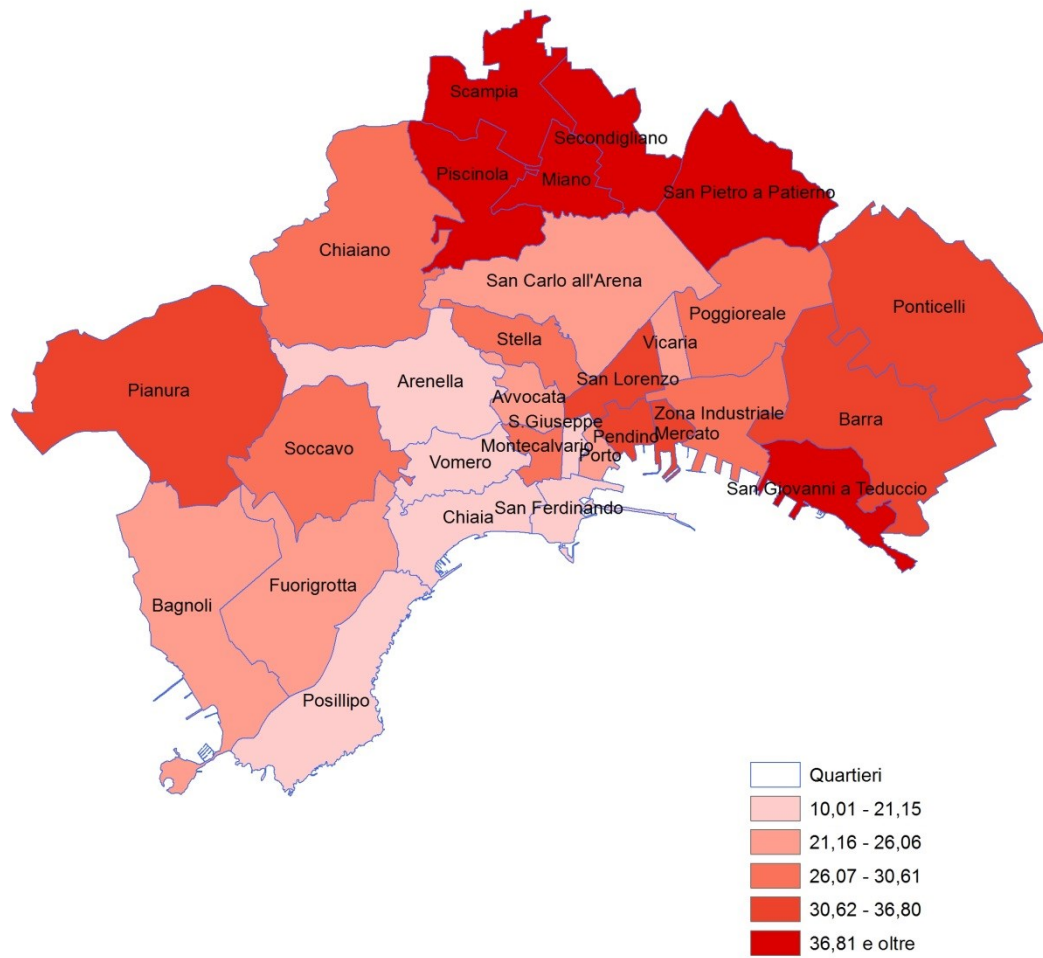 Scampia
Secondigliano
Piscinola
Miano
San Pietro a Patierno
Chiaiano
San Carlo all'Arena
Ponticelli
Poggioreale
Stella
Vicaria
Arenella
San Lorenzo
Pianura
Avvocata
Zona Industriale
Barra
S.Giuseppe
Pendino
Mercato
Soccavo
Montecalvario
Porto
Vomero
San Giovanni a Teduccio
Chiaia
San Ferdinando
Fuorigrotta
Bagnoli
Posillipo
Quartieri
10,01 - 21,15
21,16 - 26,06
26,07 - 30,61
30,62 - 36,80
36,81 e oltre